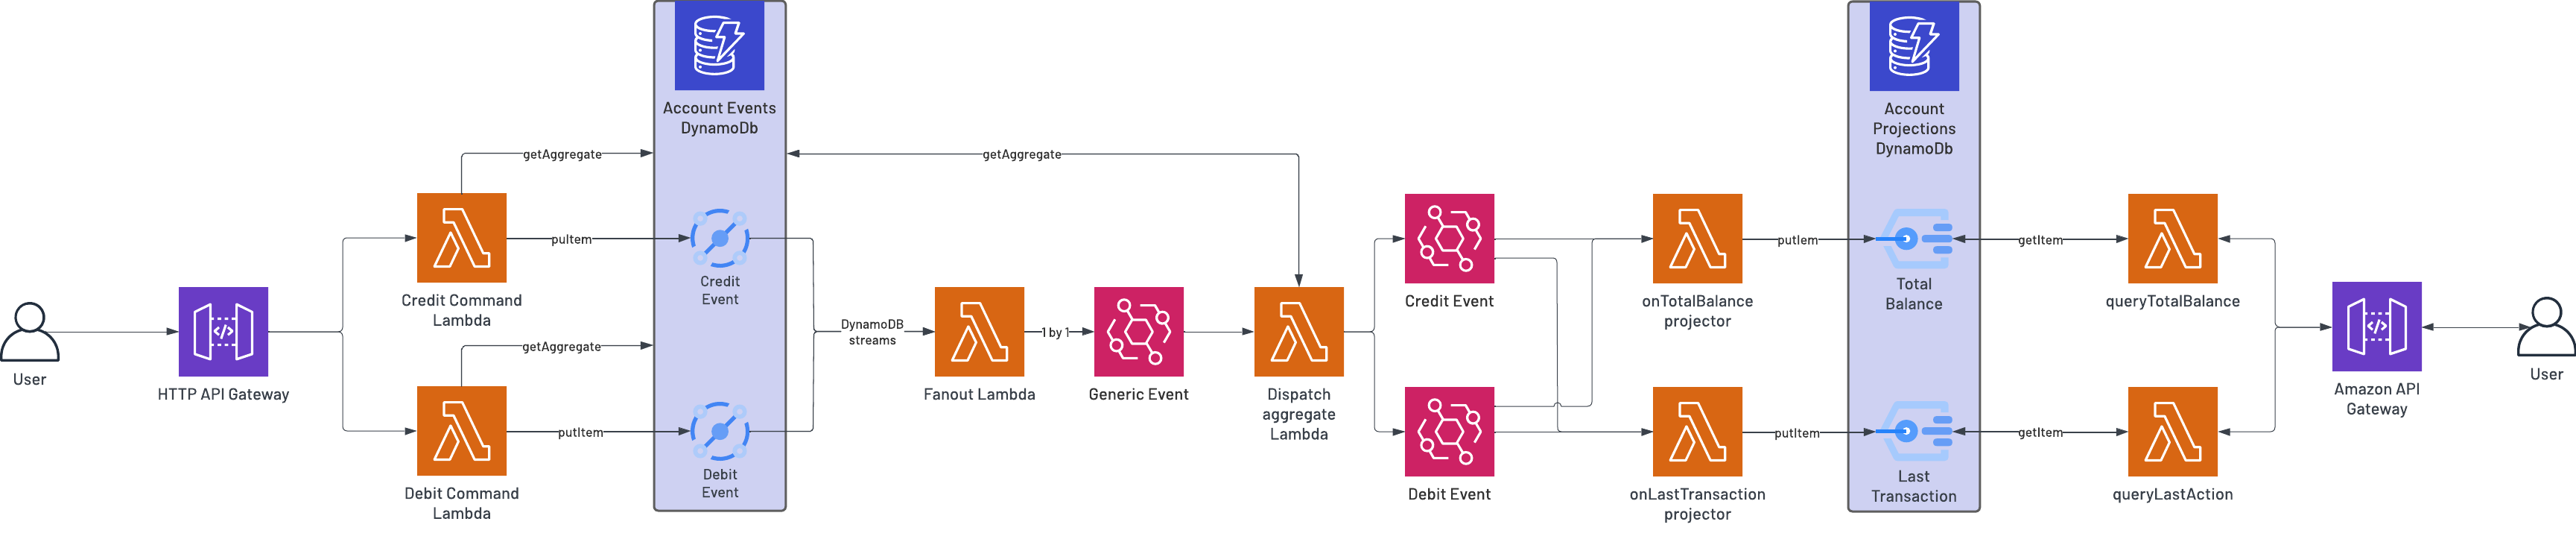 User
HTTP API Gateway
getAggregate
putItem
Credit Command
Lambda
getAggregate
putItem
Debit Command
Lambda
Account Events
DynamoDb
Credit
Event
Debit
Event
DynamoDB
streams
Fanout Lambda
1 by 1
Generic Event
getAggregate
Dispatch
aggregate
Lambda
Credit Event
Debit Event
onTotalBalance
projector
onLastTransaction
projector
putIem
putItem
Account
Projections
DynamoDb
Total
Balance
Last
Transaction
getItem
getItem
queryTotalBalance
queryLastAction
Amazon API
Gateway
User